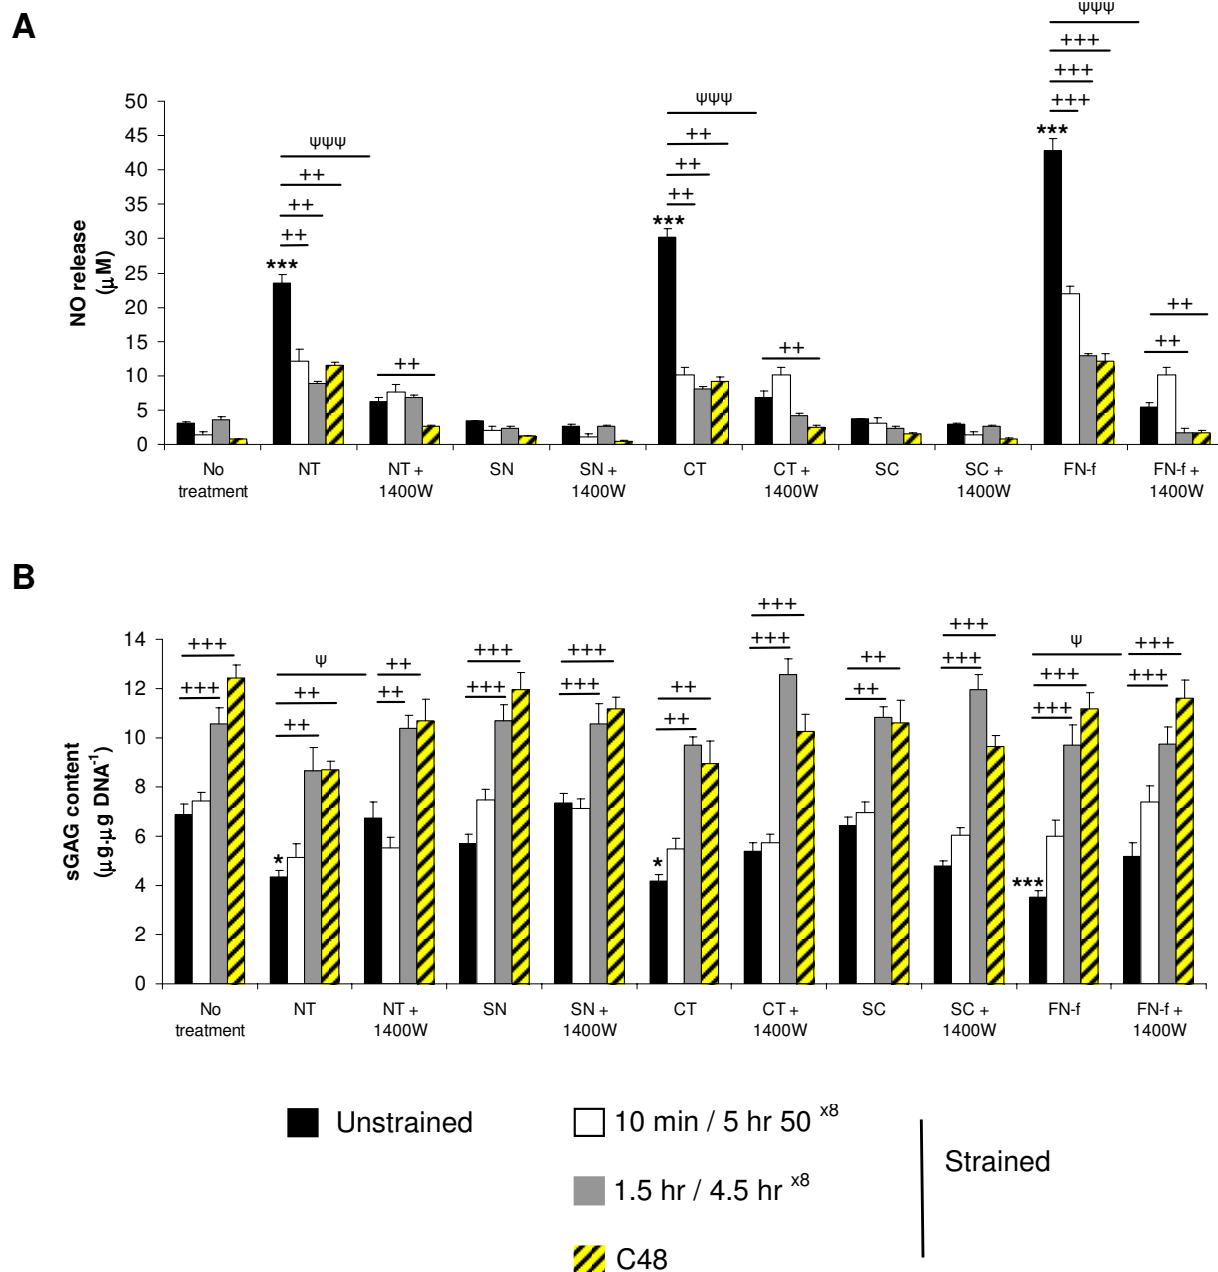 A
ψψψ
+++
+++
+++
***
ψψψ
++
++
++
***
ψψψ
++
++
++
***
++
++
++
++
50
45
40
35
30
25
20
15
10
5
0
NO release
(μM)
No treatment
NT
NT + 1400W
SN
SN + 1400W
CT
CT + 1400W
SC
SC + 1400W
FN-f
FN-f + 1400W
B
+++
+++
ψ
++
++
*
++
++
+++
+++
+++
+++
++
++
*
+++
+++
++
++
+++
+++
ψ
+++
+++
***
+++
+++
14
12
10
8
6
4
2
0
sGAG content
(μg.μg DNA⁻¹)
No treatment
NT
NT + 1400W
SN
SN + 1400W
CT
CT + 1400W
SC
SC + 1400W
FN-f
FN-f + 1400W
Unstrained
10 min / 5 hr 50 x8
1.5 hr / 4.5 hr x8
C48
Strained